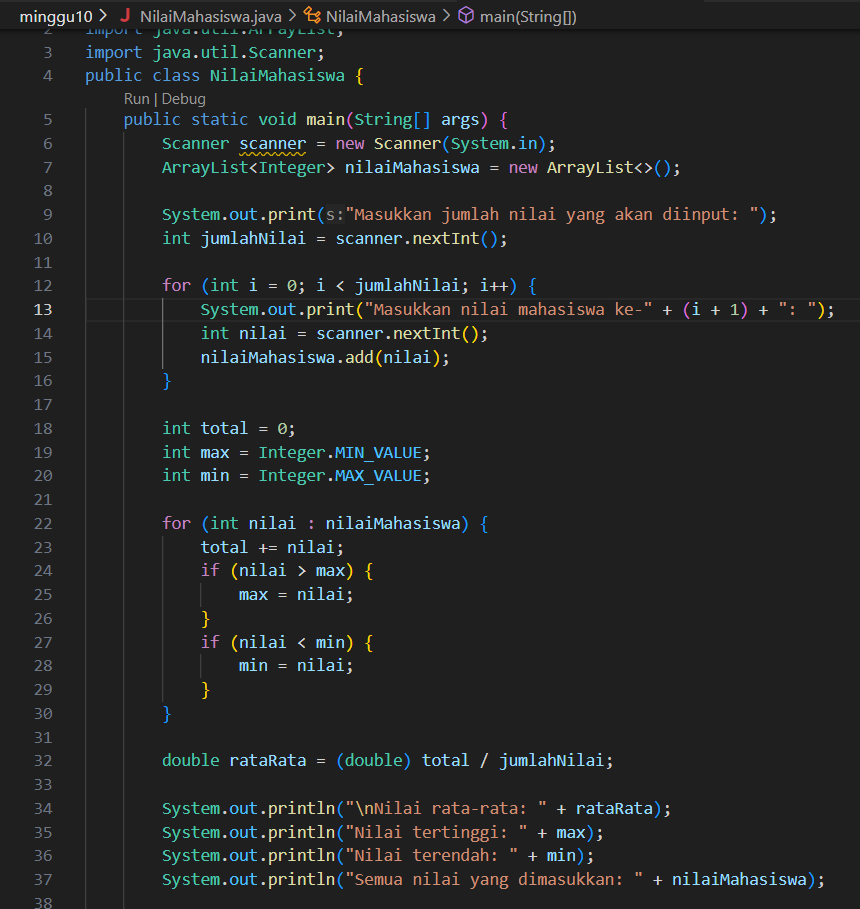 minggu10 > J NilaiMahasiswa.java > NilaiMahasiswa > main(String[])
2 import java.util.ArrayList;
3 import java.util.Scanner;
4 public class NilaiMahasiswa {
Run | Debug
5 public static void main(String[] args) {
6 Scanner scanner = new Scanner(System.in);
7 ArrayList<Integer> nilaiMahasiswa = new ArrayList<>();
8
9 System.out.print(s:"Masukkan jumlah nilai yang akan diinput: ");
10 int jumlahNilai = scanner.nextInt();
11
12 for (int i = 0; i < jumlahNilai; i++) {
13 System.out.print("Masukkan nilai mahasiswa ke-" + (i + 1) + ": ");
14 int nilai = scanner.nextInt();
15 nilaiMahasiswa.add(nilai);
16 }
17
18 int total = 0;
19 int max = Integer.MIN_VALUE;
20 int min = Integer.MAX_VALUE;
21
22 for (int nilai : nilaiMahasiswa) {
23 total += nilai;
24 if (nilai > max) {
25 max = nilai;
26 }
27 if (nilai < min) {
28 min = nilai;
29 }
30 }
31
32 double rataRata = (double) total / jumlahNilai;
33
34 System.out.println("\nNilai rata-rata: " + rataRata);
35 System.out.println("Nilai tertinggi: " + max);
36 System.out.println("Nilai terendah: " + min);
37 System.out.println("Semua nilai yang dimasukkan: " + nilaiMahasiswa);
38